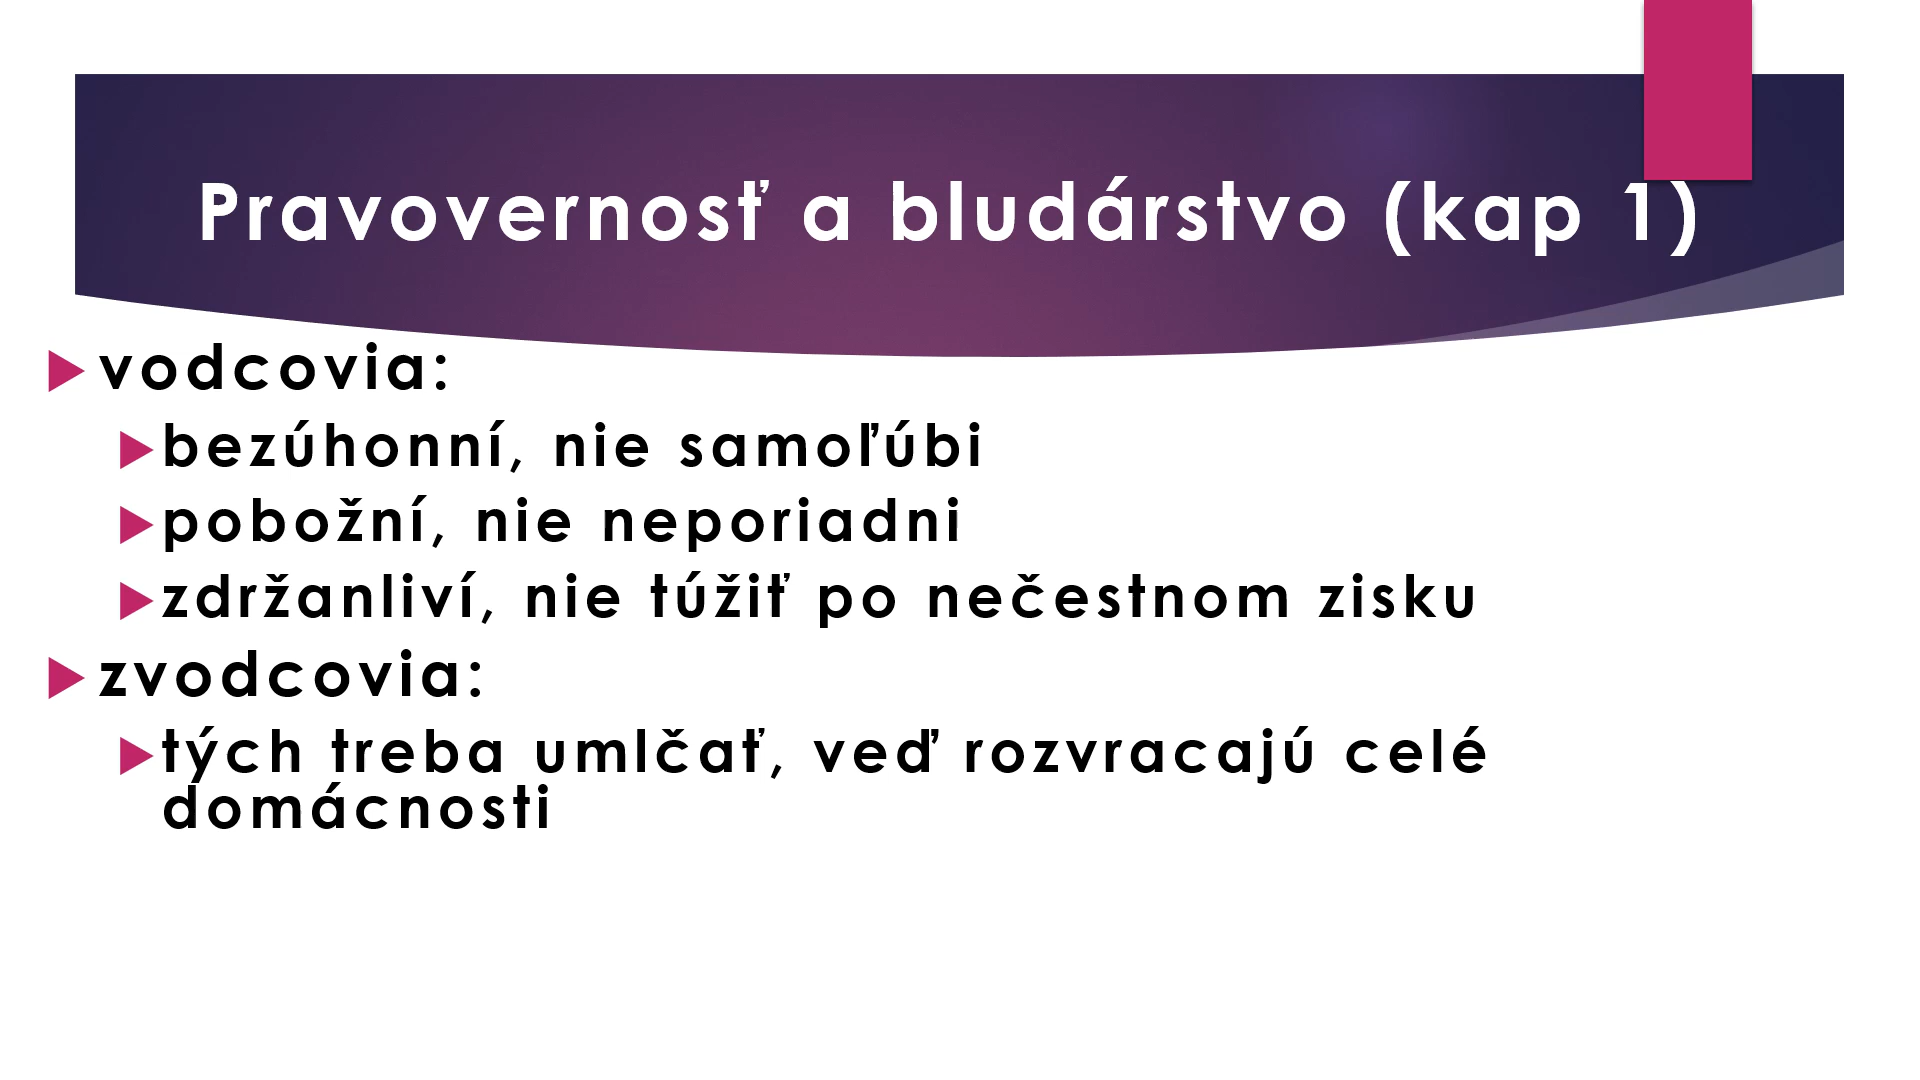 Pravovernosť a bludárstvo (kap 1)
vodcovia:
bezúhonní, nie samoľúbi
pobožní, nie neporiadni
zdržanliví, nie túžiť po nečestnom zisku
zvodcovia:
tých treba umlčať, veď rozvracajú celé
domácnosti